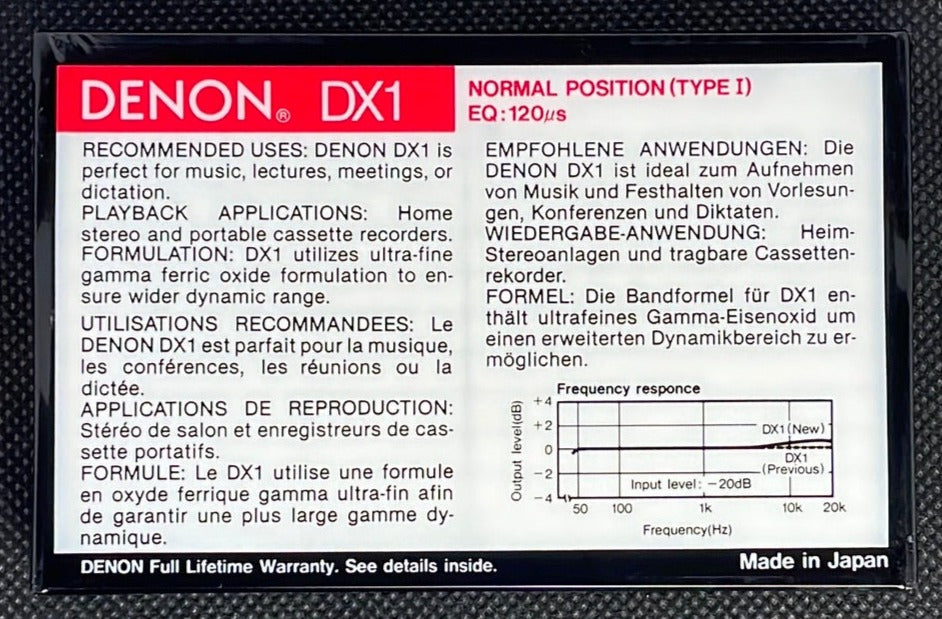 DENON® DX1
NORMAL POSITION (TYPE I)
EQ:120µs
RECOMMENDED USES: DENON DX1 is
perfect for music, lectures, meetings, or
dictation.
PLAYBACK APPLICATIONS: Home
stereo and portable cassette recorders.
FORMULATION: DX1 utilizes ultra-fine
gamma ferric oxide formulation to en-
sure wider dynamic range.
UTILISATIONS RECOMMANDEES: Le
DENON DX1 est parfait pour la musique,
les conférences, les réunions ou la
dictée.
APPLICATIONS DE REPRODUCTION:
Stéréo de salon et enregistreurs de cas-
sette portatifs.
FORMULE: Le DX1 utilise une formule
en oxyde ferrique gamma ultra-fin afin
de garantir une plus large gamme dy-
namique.
EMPFOHLENE ANWENDUNGEN: Die
DENON DX1 ist ideal zum Aufnehmen
von Musik und Festhalten von Vorlesun-
gen, Konferenzen und Diktaten.
WIEDERGABE-ANWENDUNG: Heim-
Stereoanlagen und tragbare Cassetten-
rekorder.
FORMEL: Die Bandformel für DX1 en-
thält ultrafeines Gamma-Eisenoxid um
einen erweiterten Dynamikbereich zu er-
möglichen.
Frequency responce
Output level(dB)
+4
+2
0
−2
−4
DX1 (New)
DX1
(Previous)
Input level: −20dB
50 100 1k 10k 20k
Frequency(Hz)
DENON Full Lifetime Warranty. See details inside.
Made in Japan